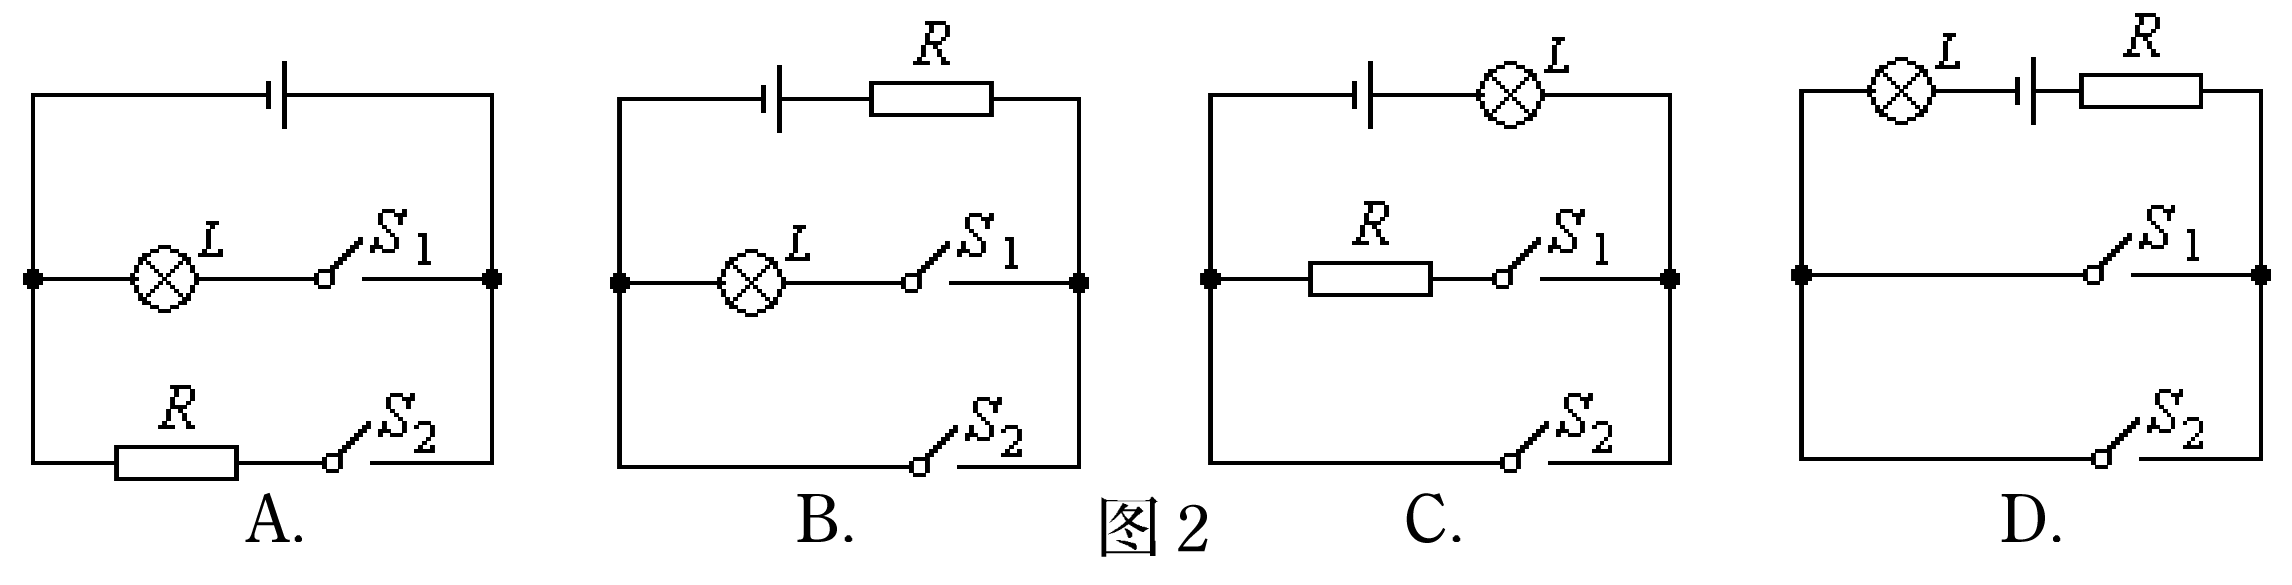 L S1
R S2
A.
R
L S1
S2
B.
图 2
L
R S1
S2
C.
L R
S1
S2
D.